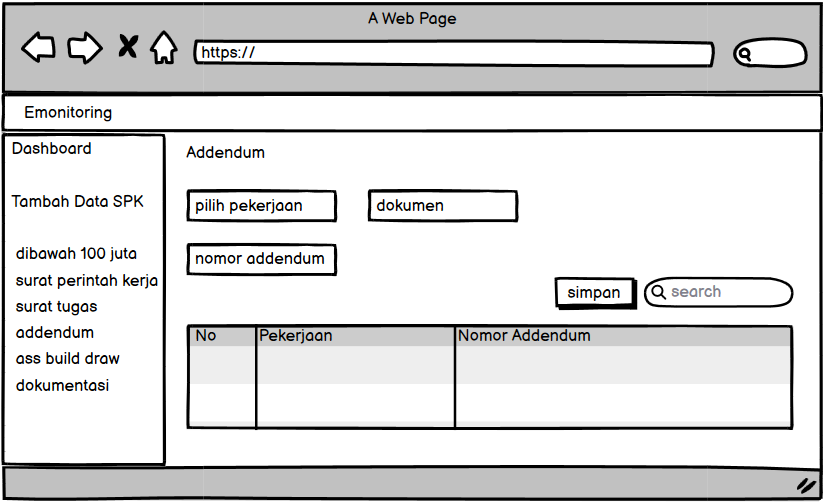 A Web Page
https://
Emonitoring
Dashboard
Tambah Data SPK
dibawah 100 juta
surat perintah kerja
surat tugas
addendum
ass build draw
dokumentasi
Addendum
pilih pekerjaan
dokumen
nomor addendum
simpan
search
No Pekerjaan Nomor Addendum